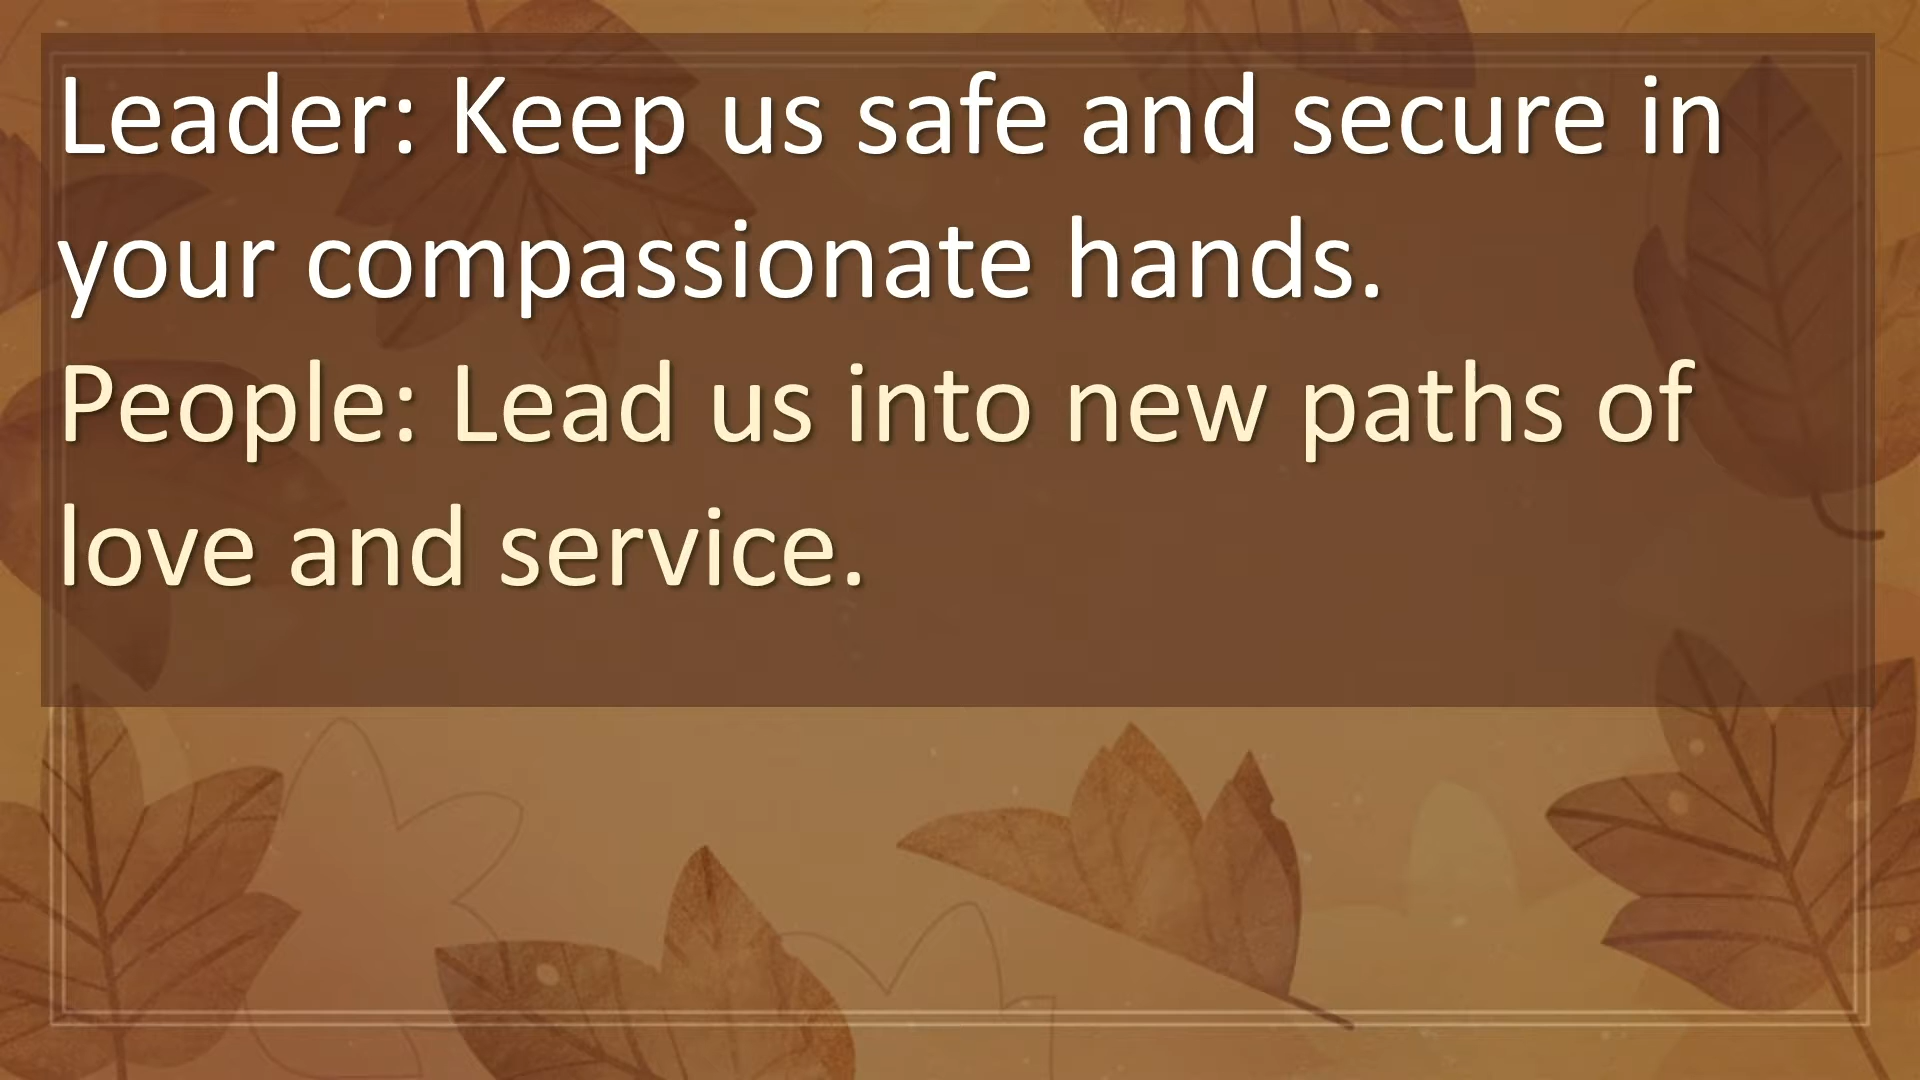 Leader: Keep us safe and secure in
your compassionate hands.
People: Lead us into new paths of
love and service.